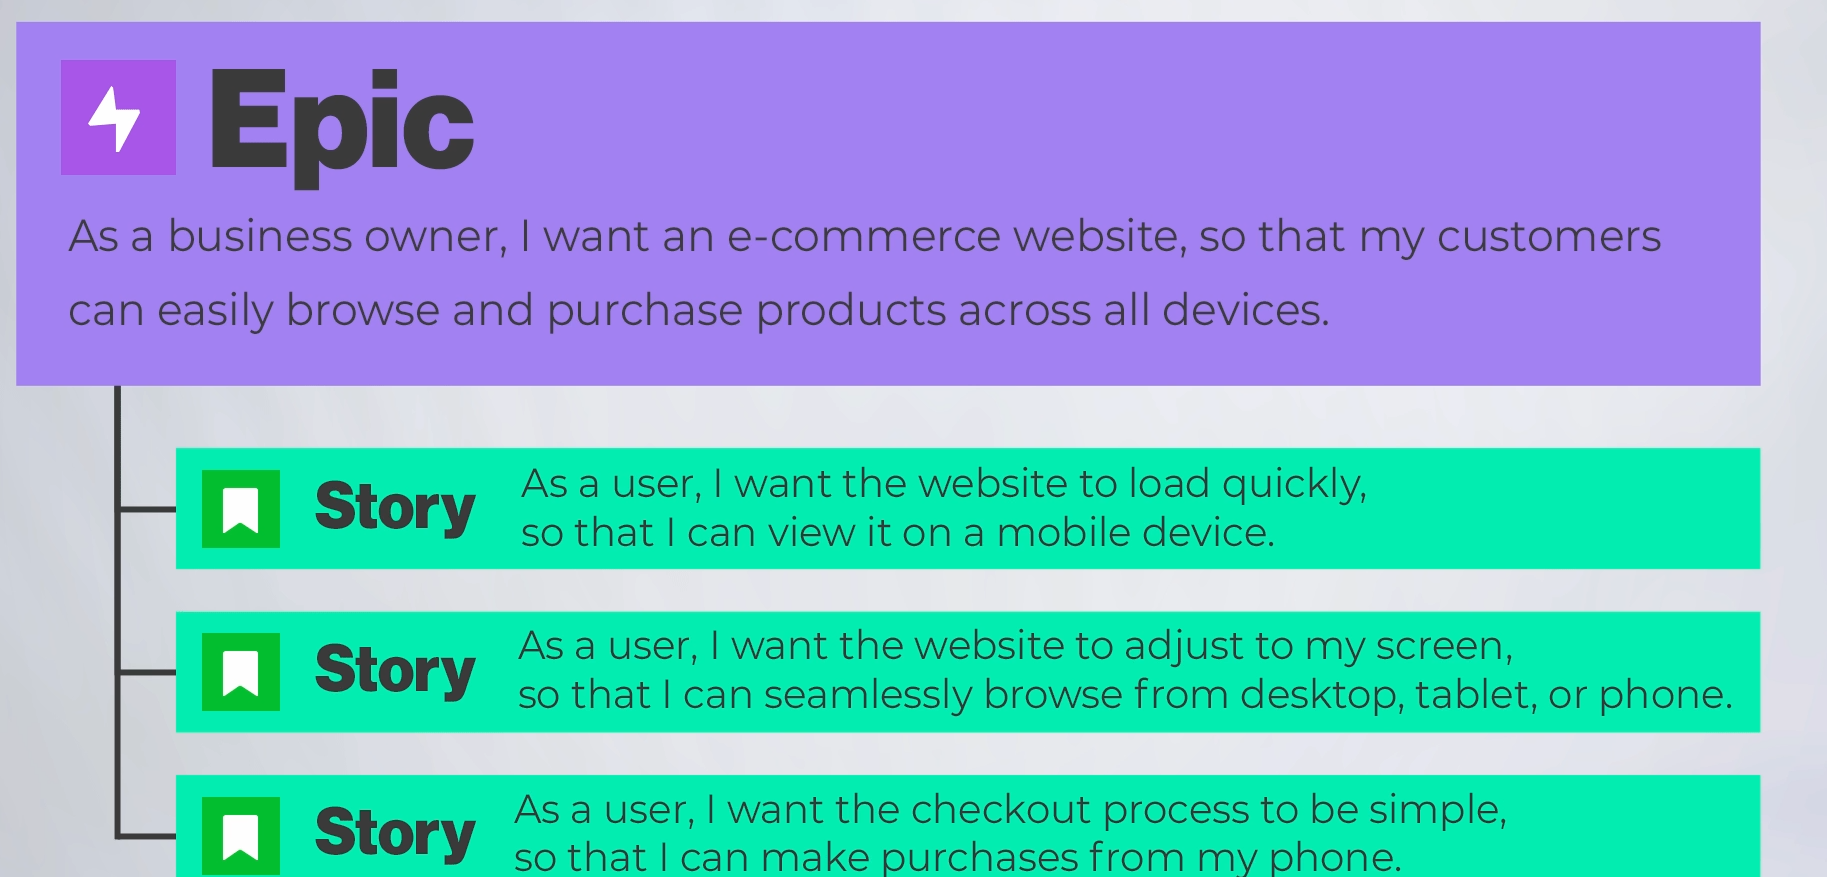 Epic
As a business owner, I want an e-commerce website, so that my customers
can easily browse and purchase products across all devices.
Story
As a user, I want the website to load quickly,
so that I can view it on a mobile device.
Story
As a user, I want the website to adjust to my screen,
so that I can seamlessly browse from desktop, tablet, or phone.
Story
As a user, I want the checkout process to be simple,
so that I can make purchases from my phone.